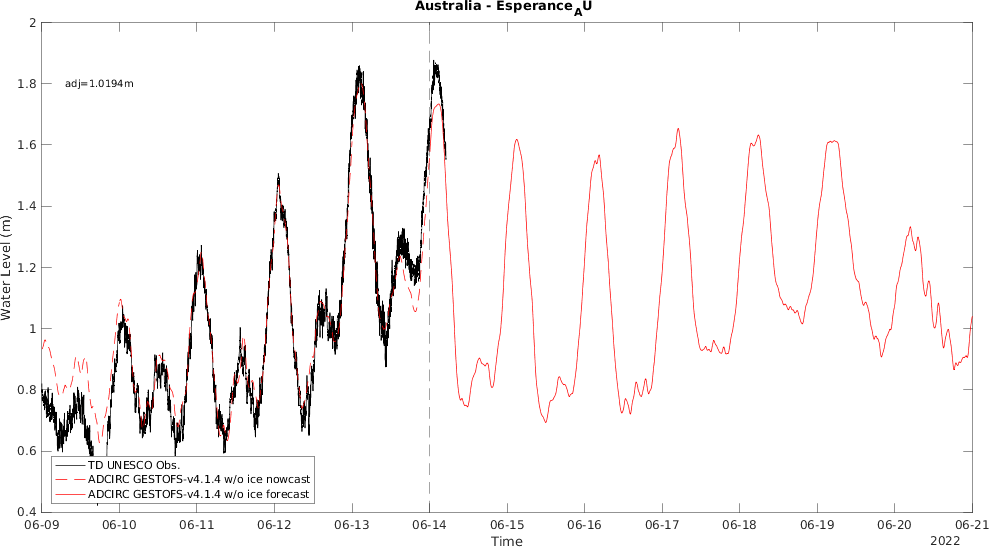 Australia - Esperance_AU
adj=1.0194m
Water Level (m)
2
1.8
1.6
1.4
1.2
1
0.8
0.6
0.4
TD UNESCO Obs.
ADCIRC GESTOFS-v4.1.4 w/o ice nowcast
ADCIRC GESTOFS-v4.1.4 w/o ice forecast
06-09 06-10 06-11 06-12 06-13 06-14 06-15 06-16 06-17 06-18 06-19 06-20 06-21
Time
2022